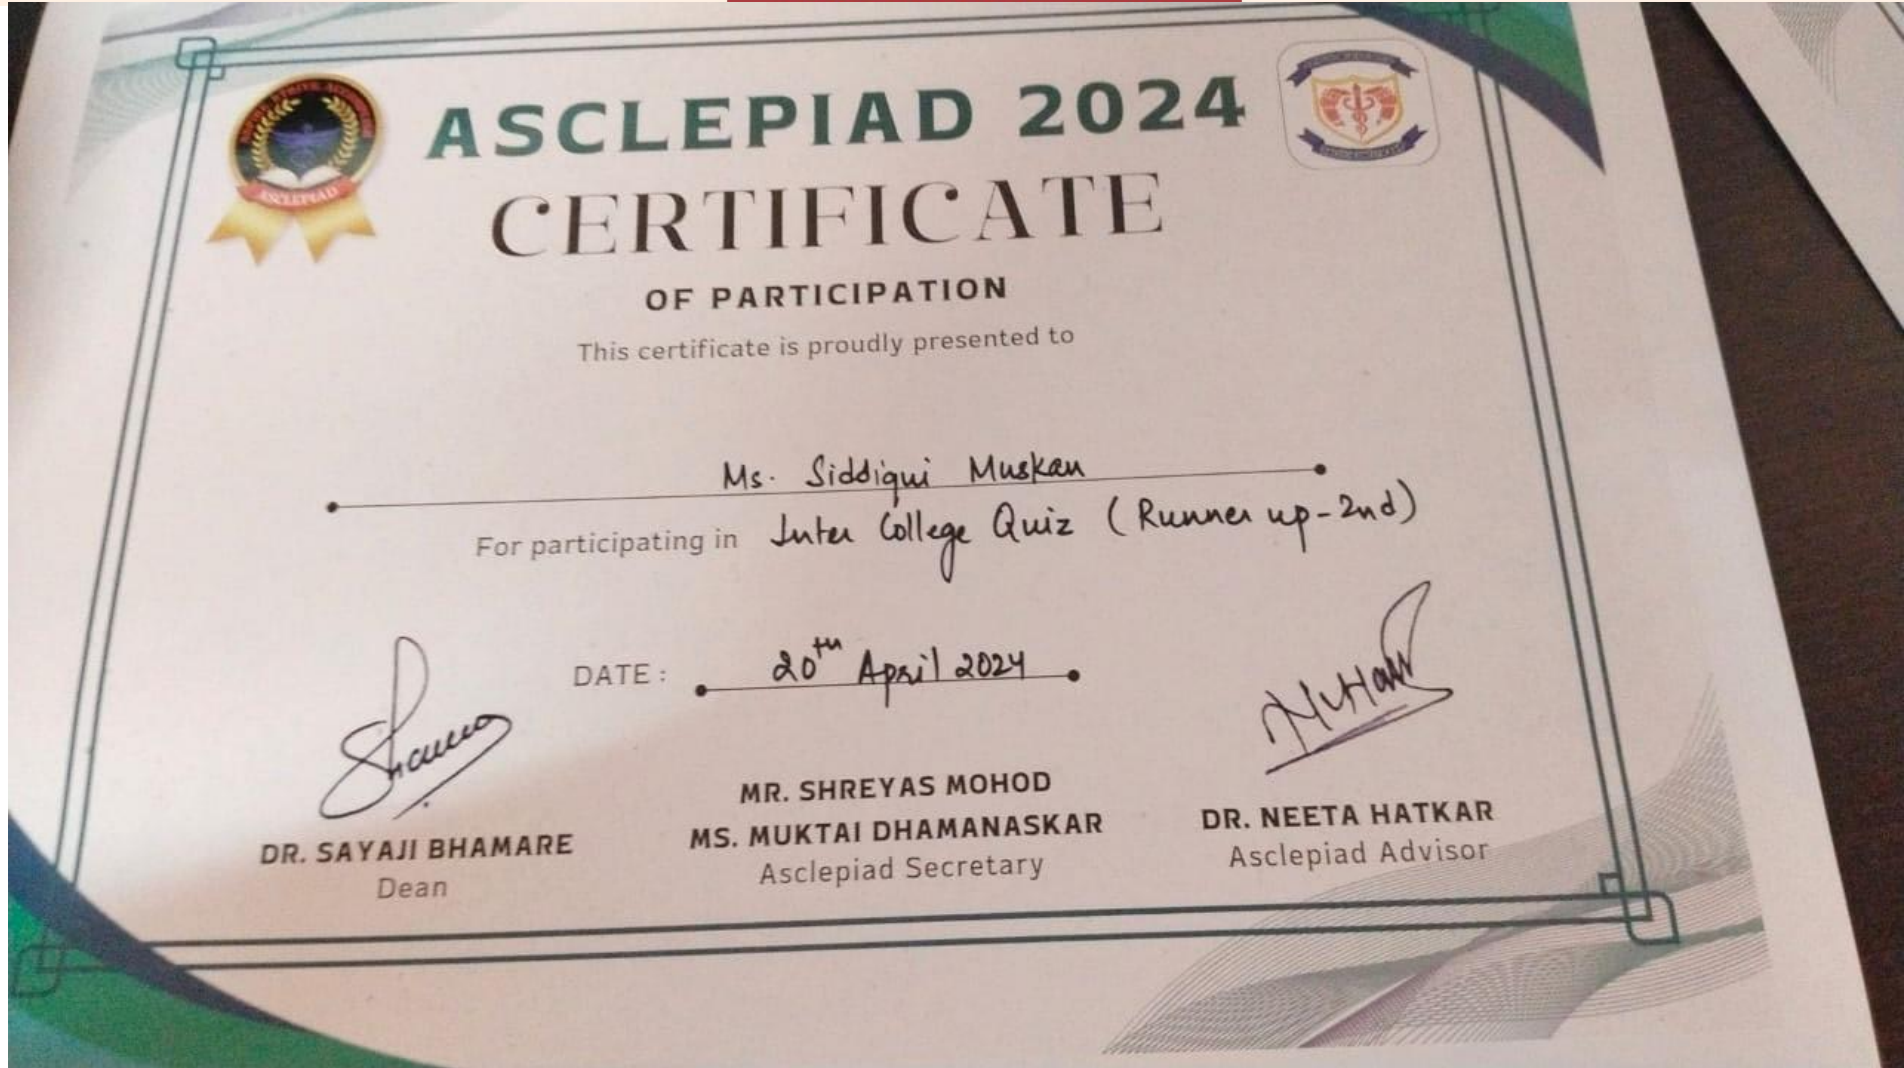 ASCLEPIAD 2024
ASCLEPIAD
CERTIFICATE
OF PARTICIPATION
This certificate is proudly presented to
Ms. Siddiqui Muskan
For participating in Inter College Quiz (Runner up-2nd)
DATE: 20th April 2024
MR. SHREYAS MOHOD
MS. MUKTAI DHAMANASKAR
Asclepiad Secretary
DR. SAYAJI BHAMARE
Dean
DR. NEETA HATKAR
Asclepiad Advisor